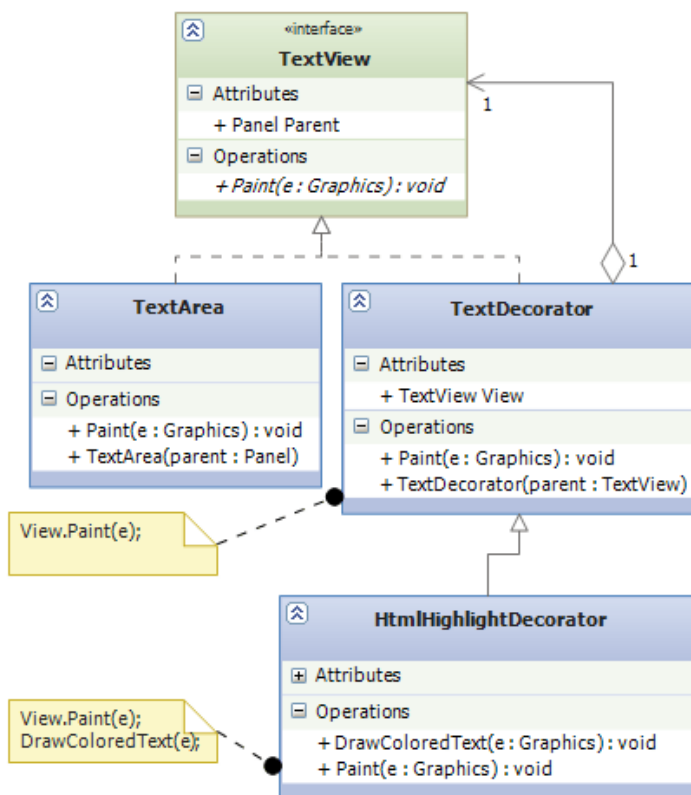 «interface»
TextView
Attributes
+ Panel Parent
Operations
+ Paint(e : Graphics) : void
1
1
TextArea
Attributes
Operations
+ Paint(e : Graphics) : void
+ TextArea(parent : Panel)
TextDecorator
Attributes
+ TextView View
Operations
+ Paint(e : Graphics) : void
+ TextDecorator(parent : TextView)
View.Paint(e);
HtmlHighlightDecorator
Attributes
Operations
+ DrawColoredText(e : Graphics) : void
+ Paint(e : Graphics) : void
View.Paint(e);
DrawColoredText(e);